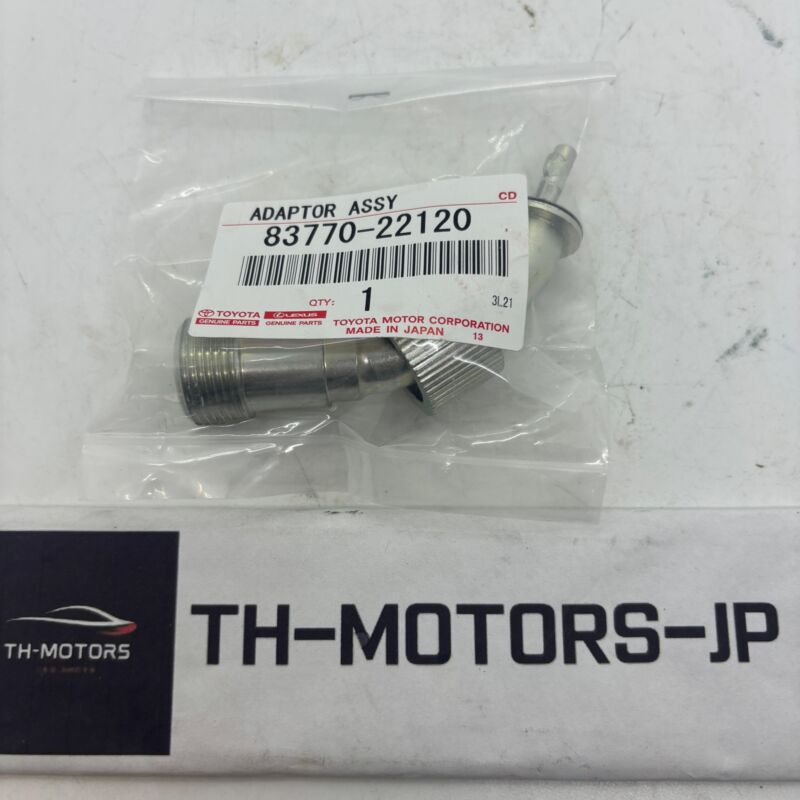 CD
ADAPTOR ASSY
83770-22120
QTY: 1
3L21
TOYOTA LEXUS
GENUINE PARTS GENUINE PARTS
TOYOTA MOTOR CORPORATION
MADE IN JAPAN 13
TH-MOTORS
TH-MOTORS-JP